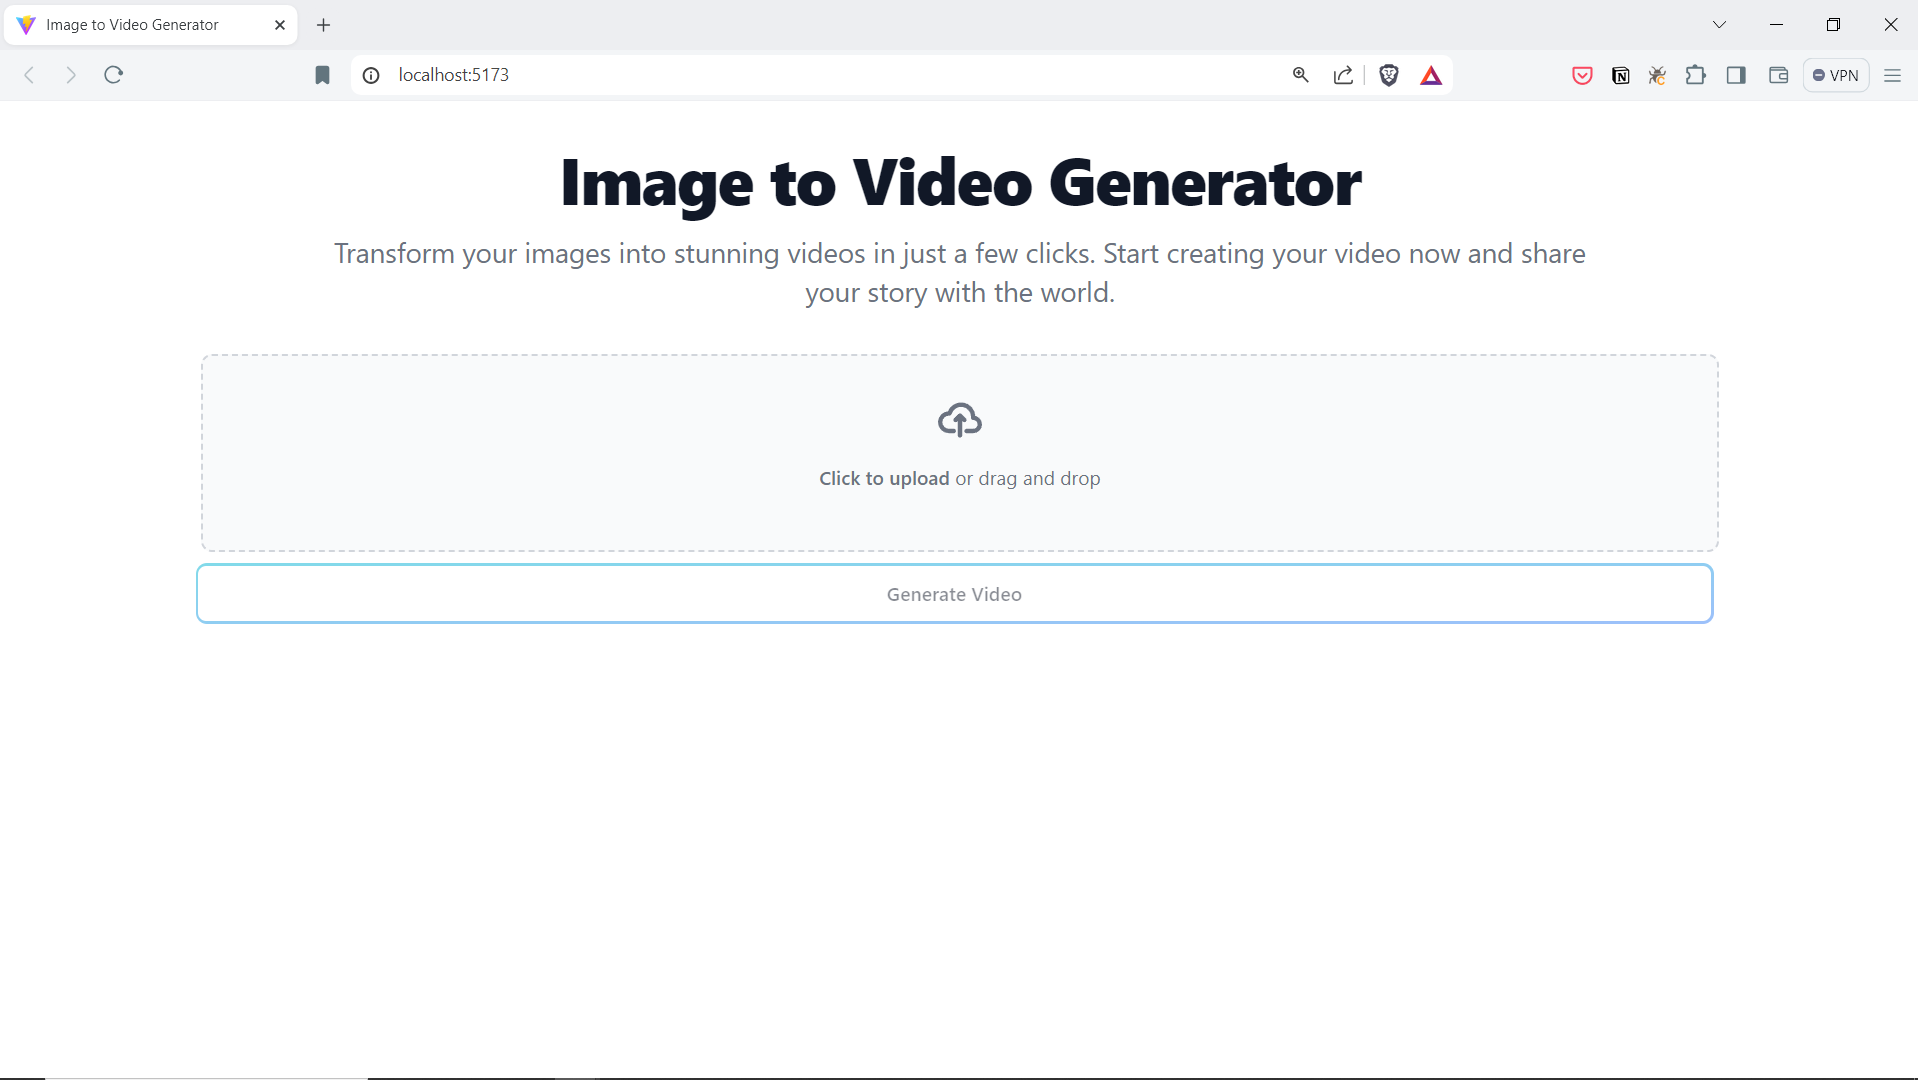 Image to Video Generator
localhost:5173
VPN
Image to Video Generator
Transform your images into stunning videos in just a few clicks. Start creating your video now and share
your story with the world.
Click to upload or drag and drop
Generate Video